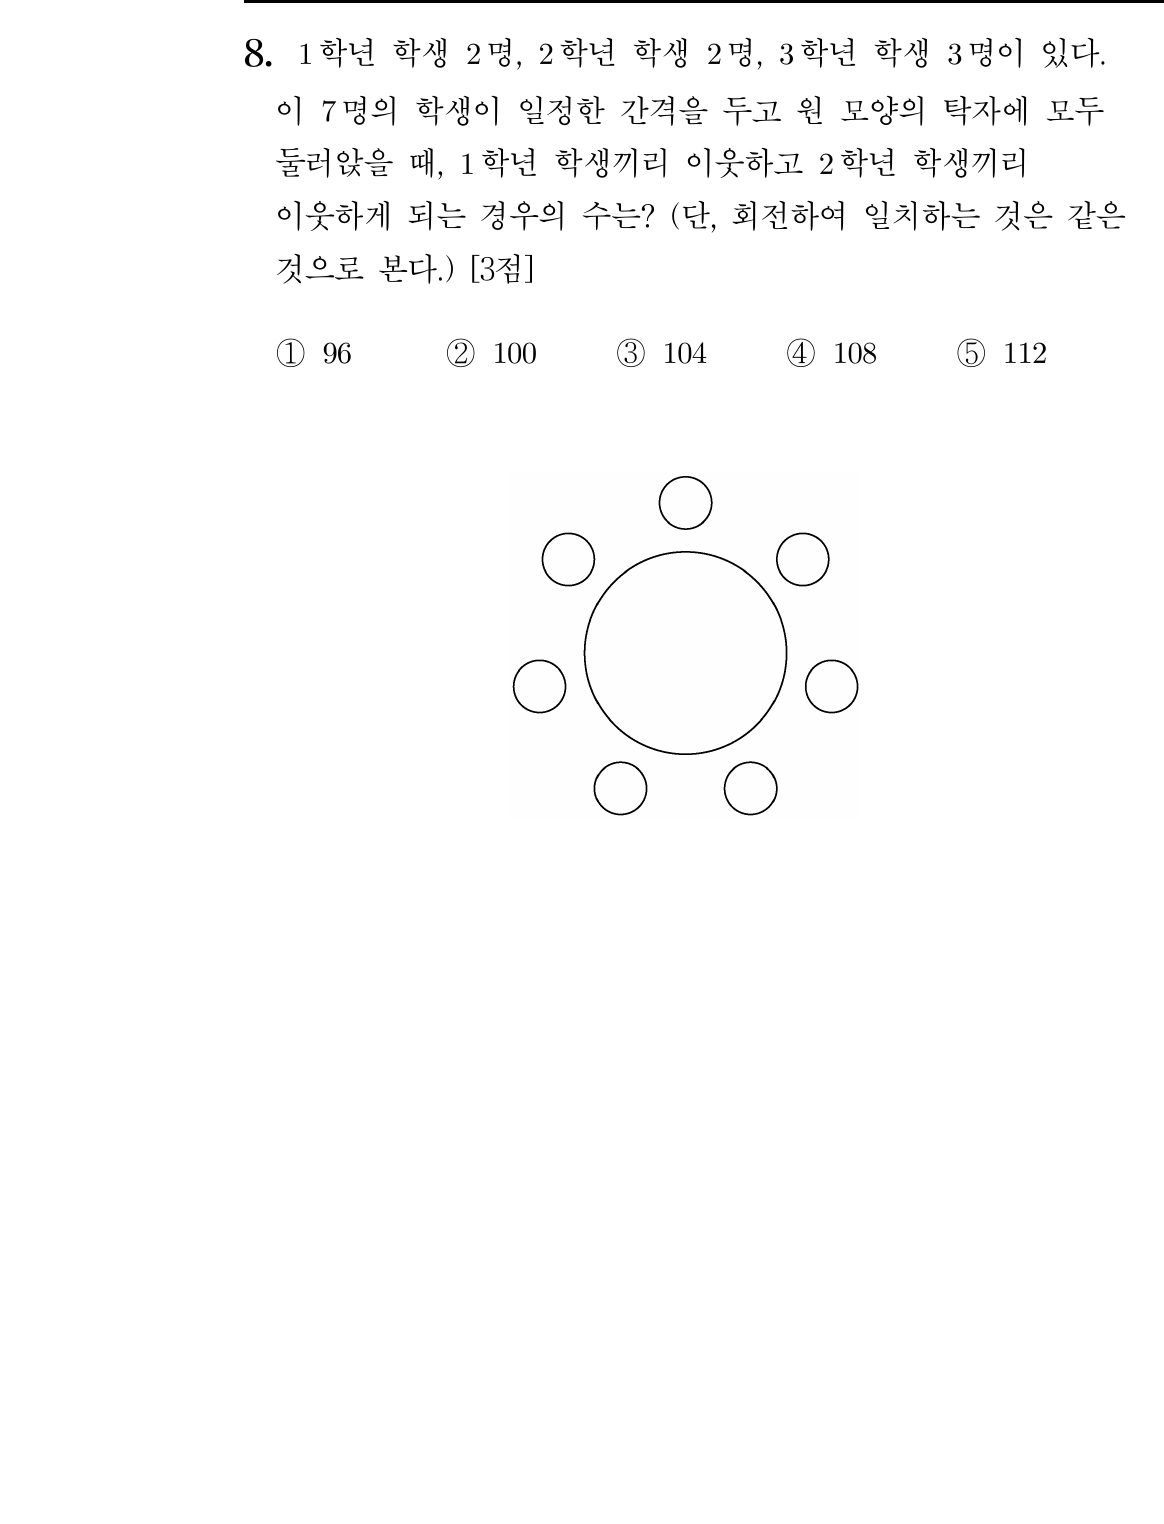 8. 1학년 학생 2명, 2학년 학생 2명, 3학년 학생 3명이 있다.
이 7명의 학생이 일정한 간격을 두고 원 모양의 탁자에 모두
둘러앉을 때, 1학년 학생끼리 이웃하고 2학년 학생끼리
이웃하게 되는 경우의 수는? (단, 회전하여 일치하는 것은 같은
것으로 본다.) [3점]
① 96 ② 100 ③ 104 ④ 108 ⑤ 112